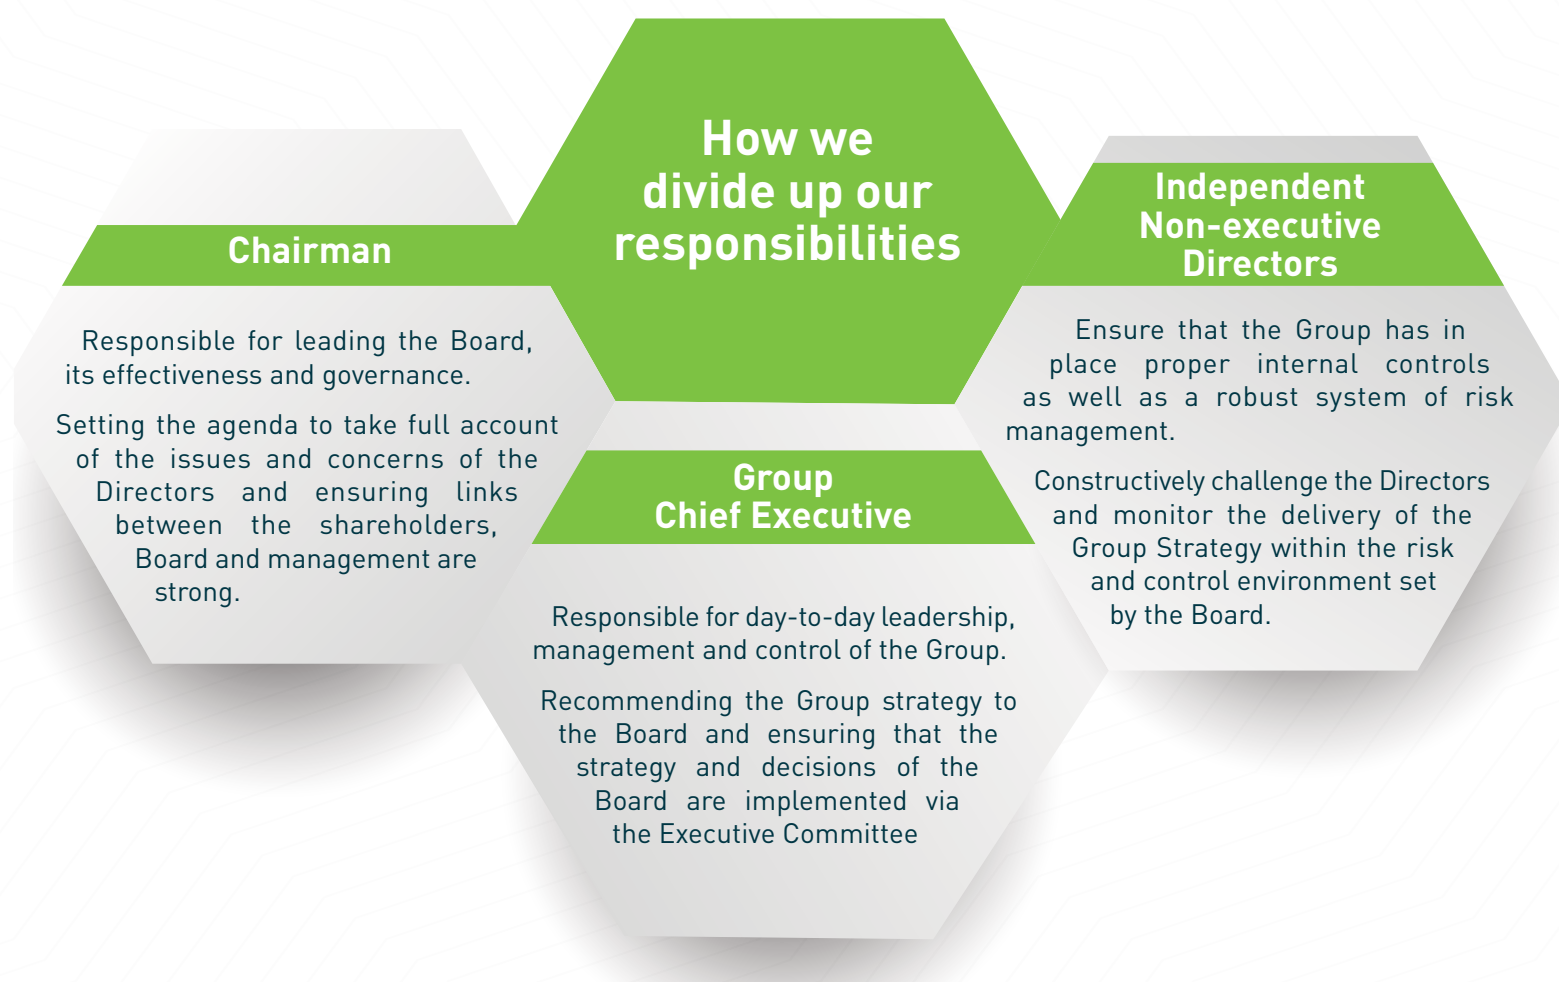 How we
divide up our
responsibilities
Chairman
Responsible for leading the Board,
its effectiveness and governance.
Setting the agenda to take full account
of the issues and concerns of the
Directors and ensuring links
between the shareholders,
Board and management are
strong.
Group
Chief Executive
Responsible for day-to-day leadership,
management and control of the Group.
Recommending the Group strategy to
the Board and ensuring that the
strategy and decisions of the
Board are implemented via
the Executive Committee
Independent
Non-executive
Directors
Ensure that the Group has in
place proper internal controls
as well as a robust system of risk
management.
Constructively challenge the Directors
and monitor the delivery of the
Group Strategy within the risk
and control environment set
by the Board.